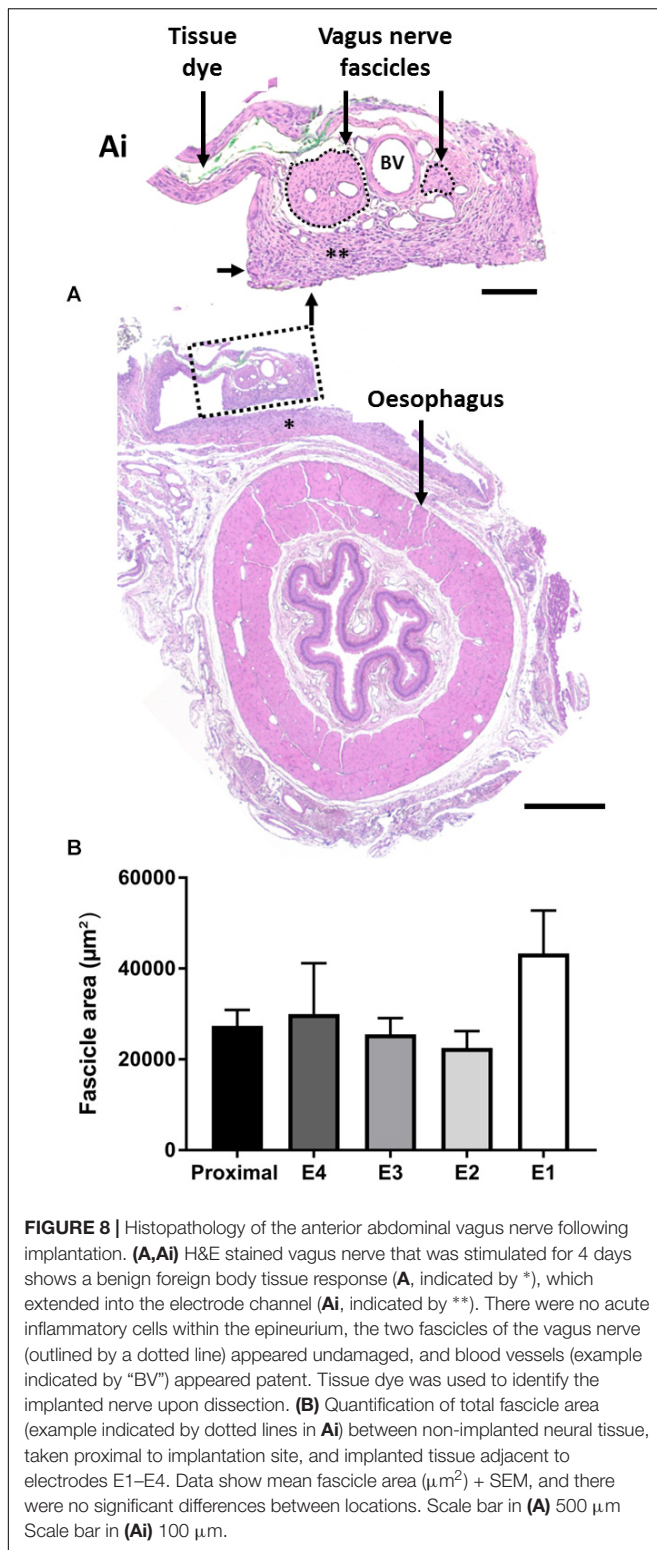 Tissue dye
Vagus nerve fascicles
Ai
BV
**
A
Oesophagus
*
B
60000
40000
20000
0
Fascicle area (µm²)
Proximal E4 E3 E2 E1
FIGURE 8 | Histopathology of the anterior abdominal vagus nerve following
implantation. (A,Ai) H&E stained vagus nerve that was stimulated for 4 days
shows a benign foreign body tissue response (A, indicated by *), which
extended into the electrode channel (Ai, indicated by **). There were no acute
inflammatory cells within the epineurium, the two fascicles of the vagus nerve
(outlined by a dotted line) appeared undamaged, and blood vessels (example
indicated by “BV”) appeared patent. Tissue dye was used to identify the
implanted nerve upon dissection. (B) Quantification of total fascicle area
(example indicated by dotted lines in Ai) between non-implanted neural tissue,
taken proximal to implantation site, and implanted tissue adjacent to
electrodes E1–E4. Data show mean fascicle area (µm²) + SEM, and there
were no significant differences between locations. Scale bar in (A) 500 µm
Scale bar in (Ai) 100 µm.